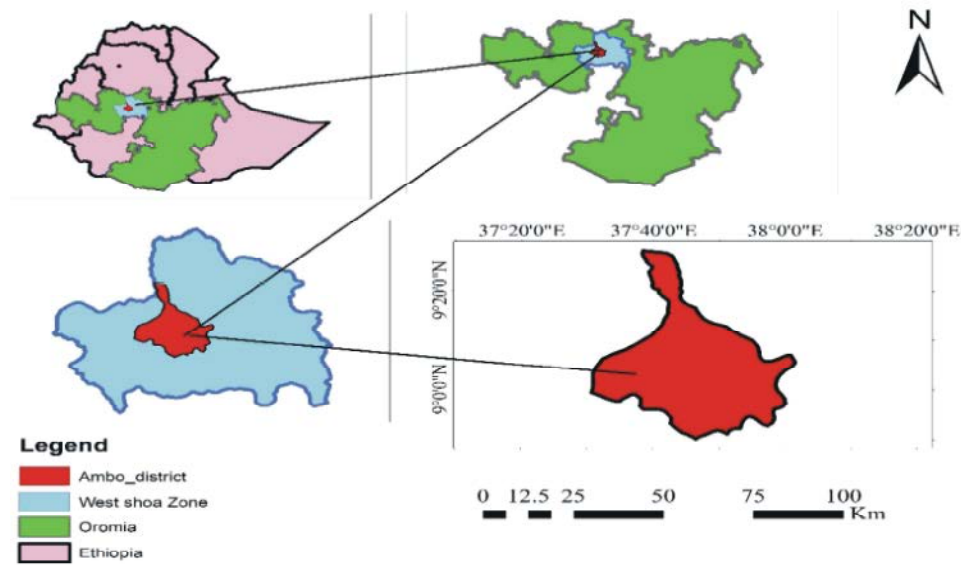 N
37°20'0"E 37°40'0"E 38°0'0"E 38°20'0"E
9°20'0"N
9°0'0"N
Legend
Ambo_district
West shoa Zone
Oromia
Ethiopia
0 12.5 25 50 75 100
Km